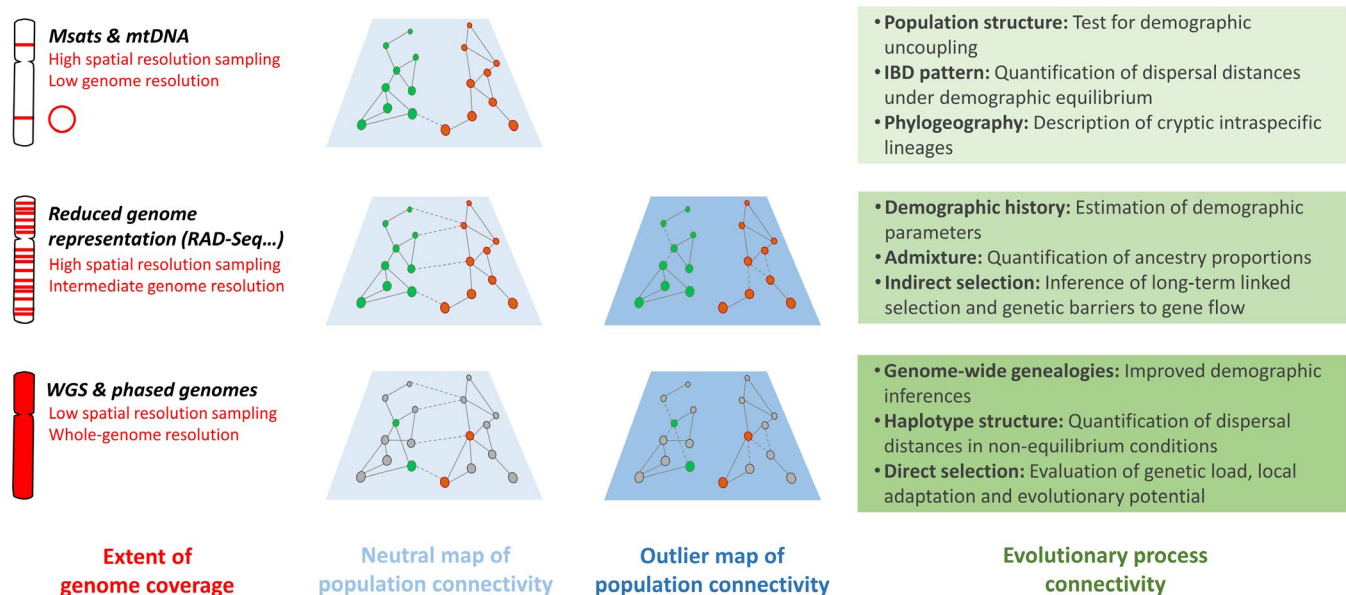 Msats & mtDNA
High spatial resolution sampling
Low genome resolution
• Population structure: Test for demographic
uncoupling
• IBD pattern: Quantification of dispersal distances
under demographic equilibrium
• Phylogeography: Description of cryptic intraspecific
lineages
Reduced genome
representation (RAD-Seq...)
High spatial resolution sampling
Intermediate genome resolution
• Demographic history: Estimation of demographic
parameters
• Admixture: Quantification of ancestry proportions
• Indirect selection: Inference of long-term linked
selection and genetic barriers to gene flow
WGS & phased genomes
Low spatial resolution sampling
Whole-genome resolution
• Genome-wide genealogies: Improved demographic
inferences
• Haplotype structure: Quantification of dispersal
distances in non-equilibrium conditions
• Direct selection: Evaluation of genetic load, local
adaptation and evolutionary potential
Extent of
genome coverage
Neutral map of
population connectivity
Outlier map of
population connectivity
Evolutionary process
connectivity